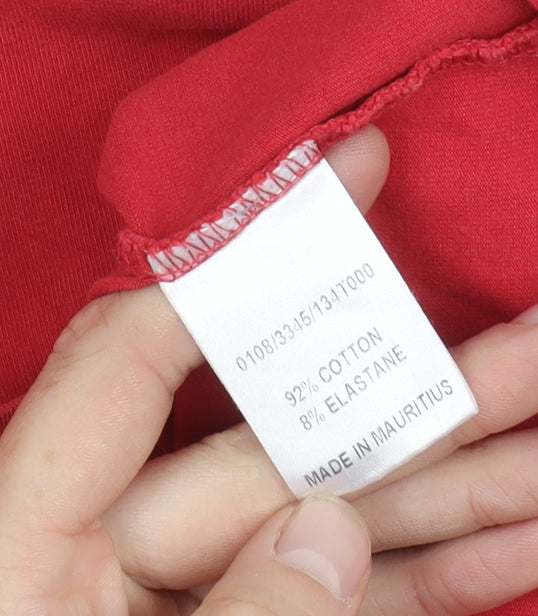 0108/3345/134T000
92% COTTON
8% ELASTANE
MADE IN MAURITIUS